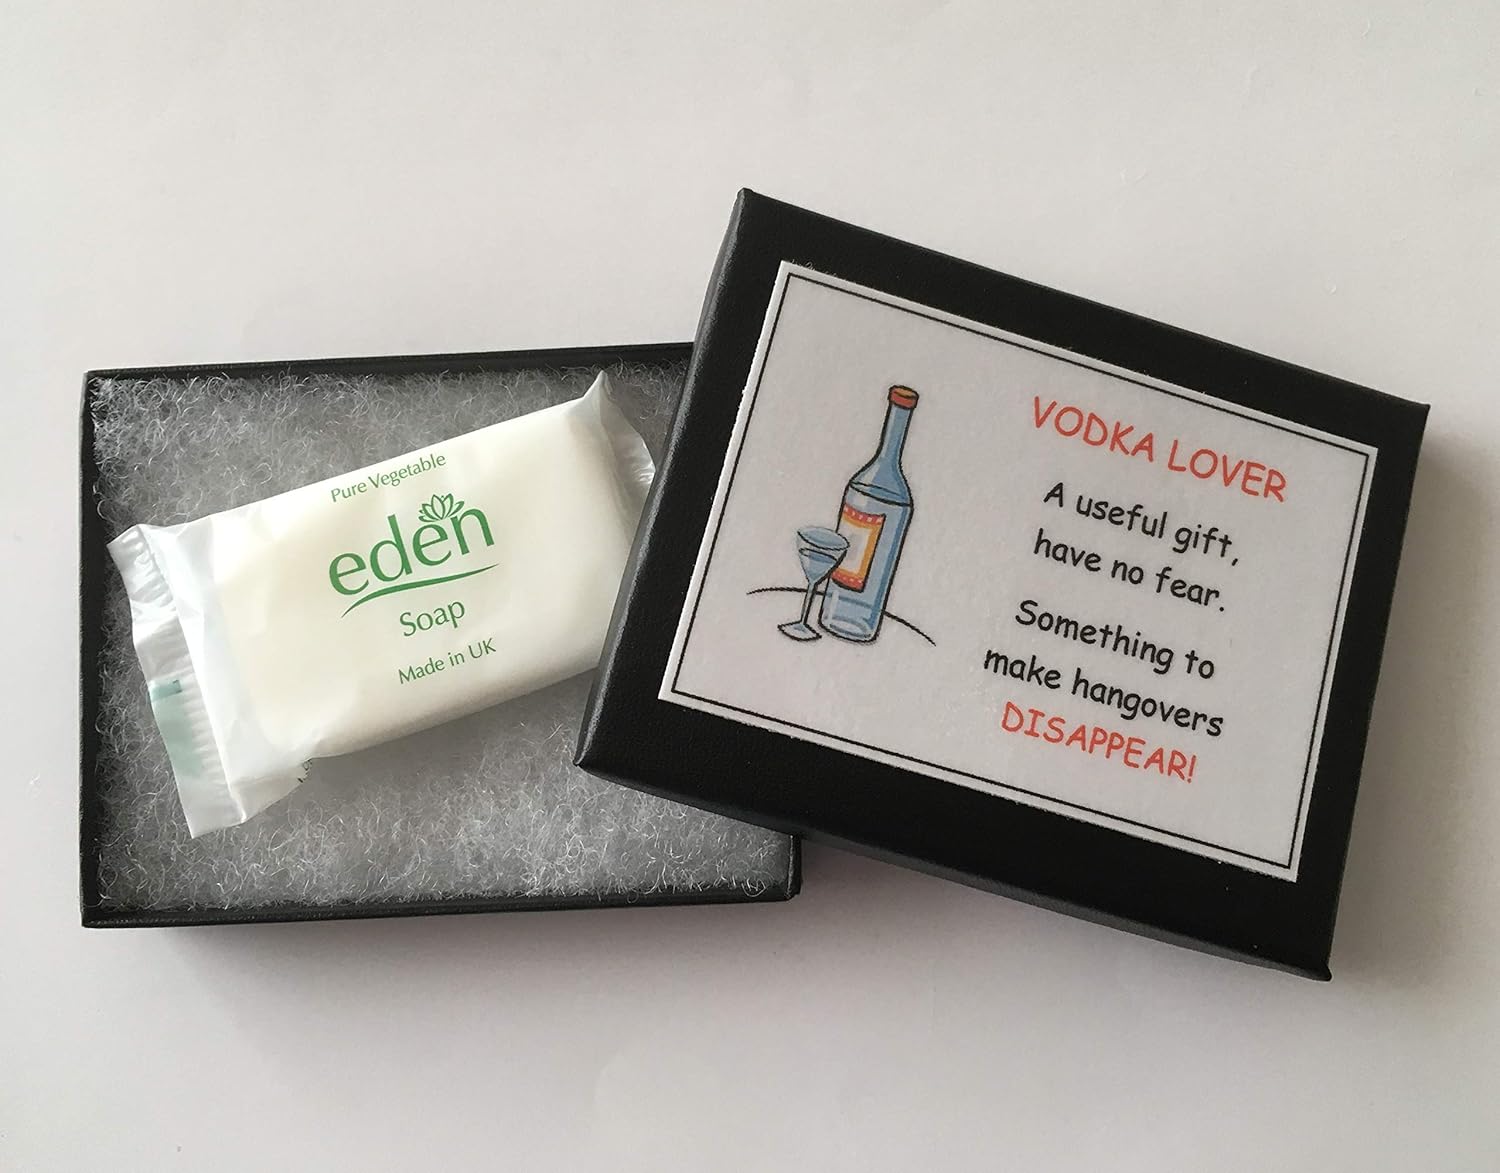 Pure Vegetable
eden
Soap
Made in UK
VODKA LOVER
A useful gift,
have no fear.
Something to
make hangovers
DISAPPEAR!